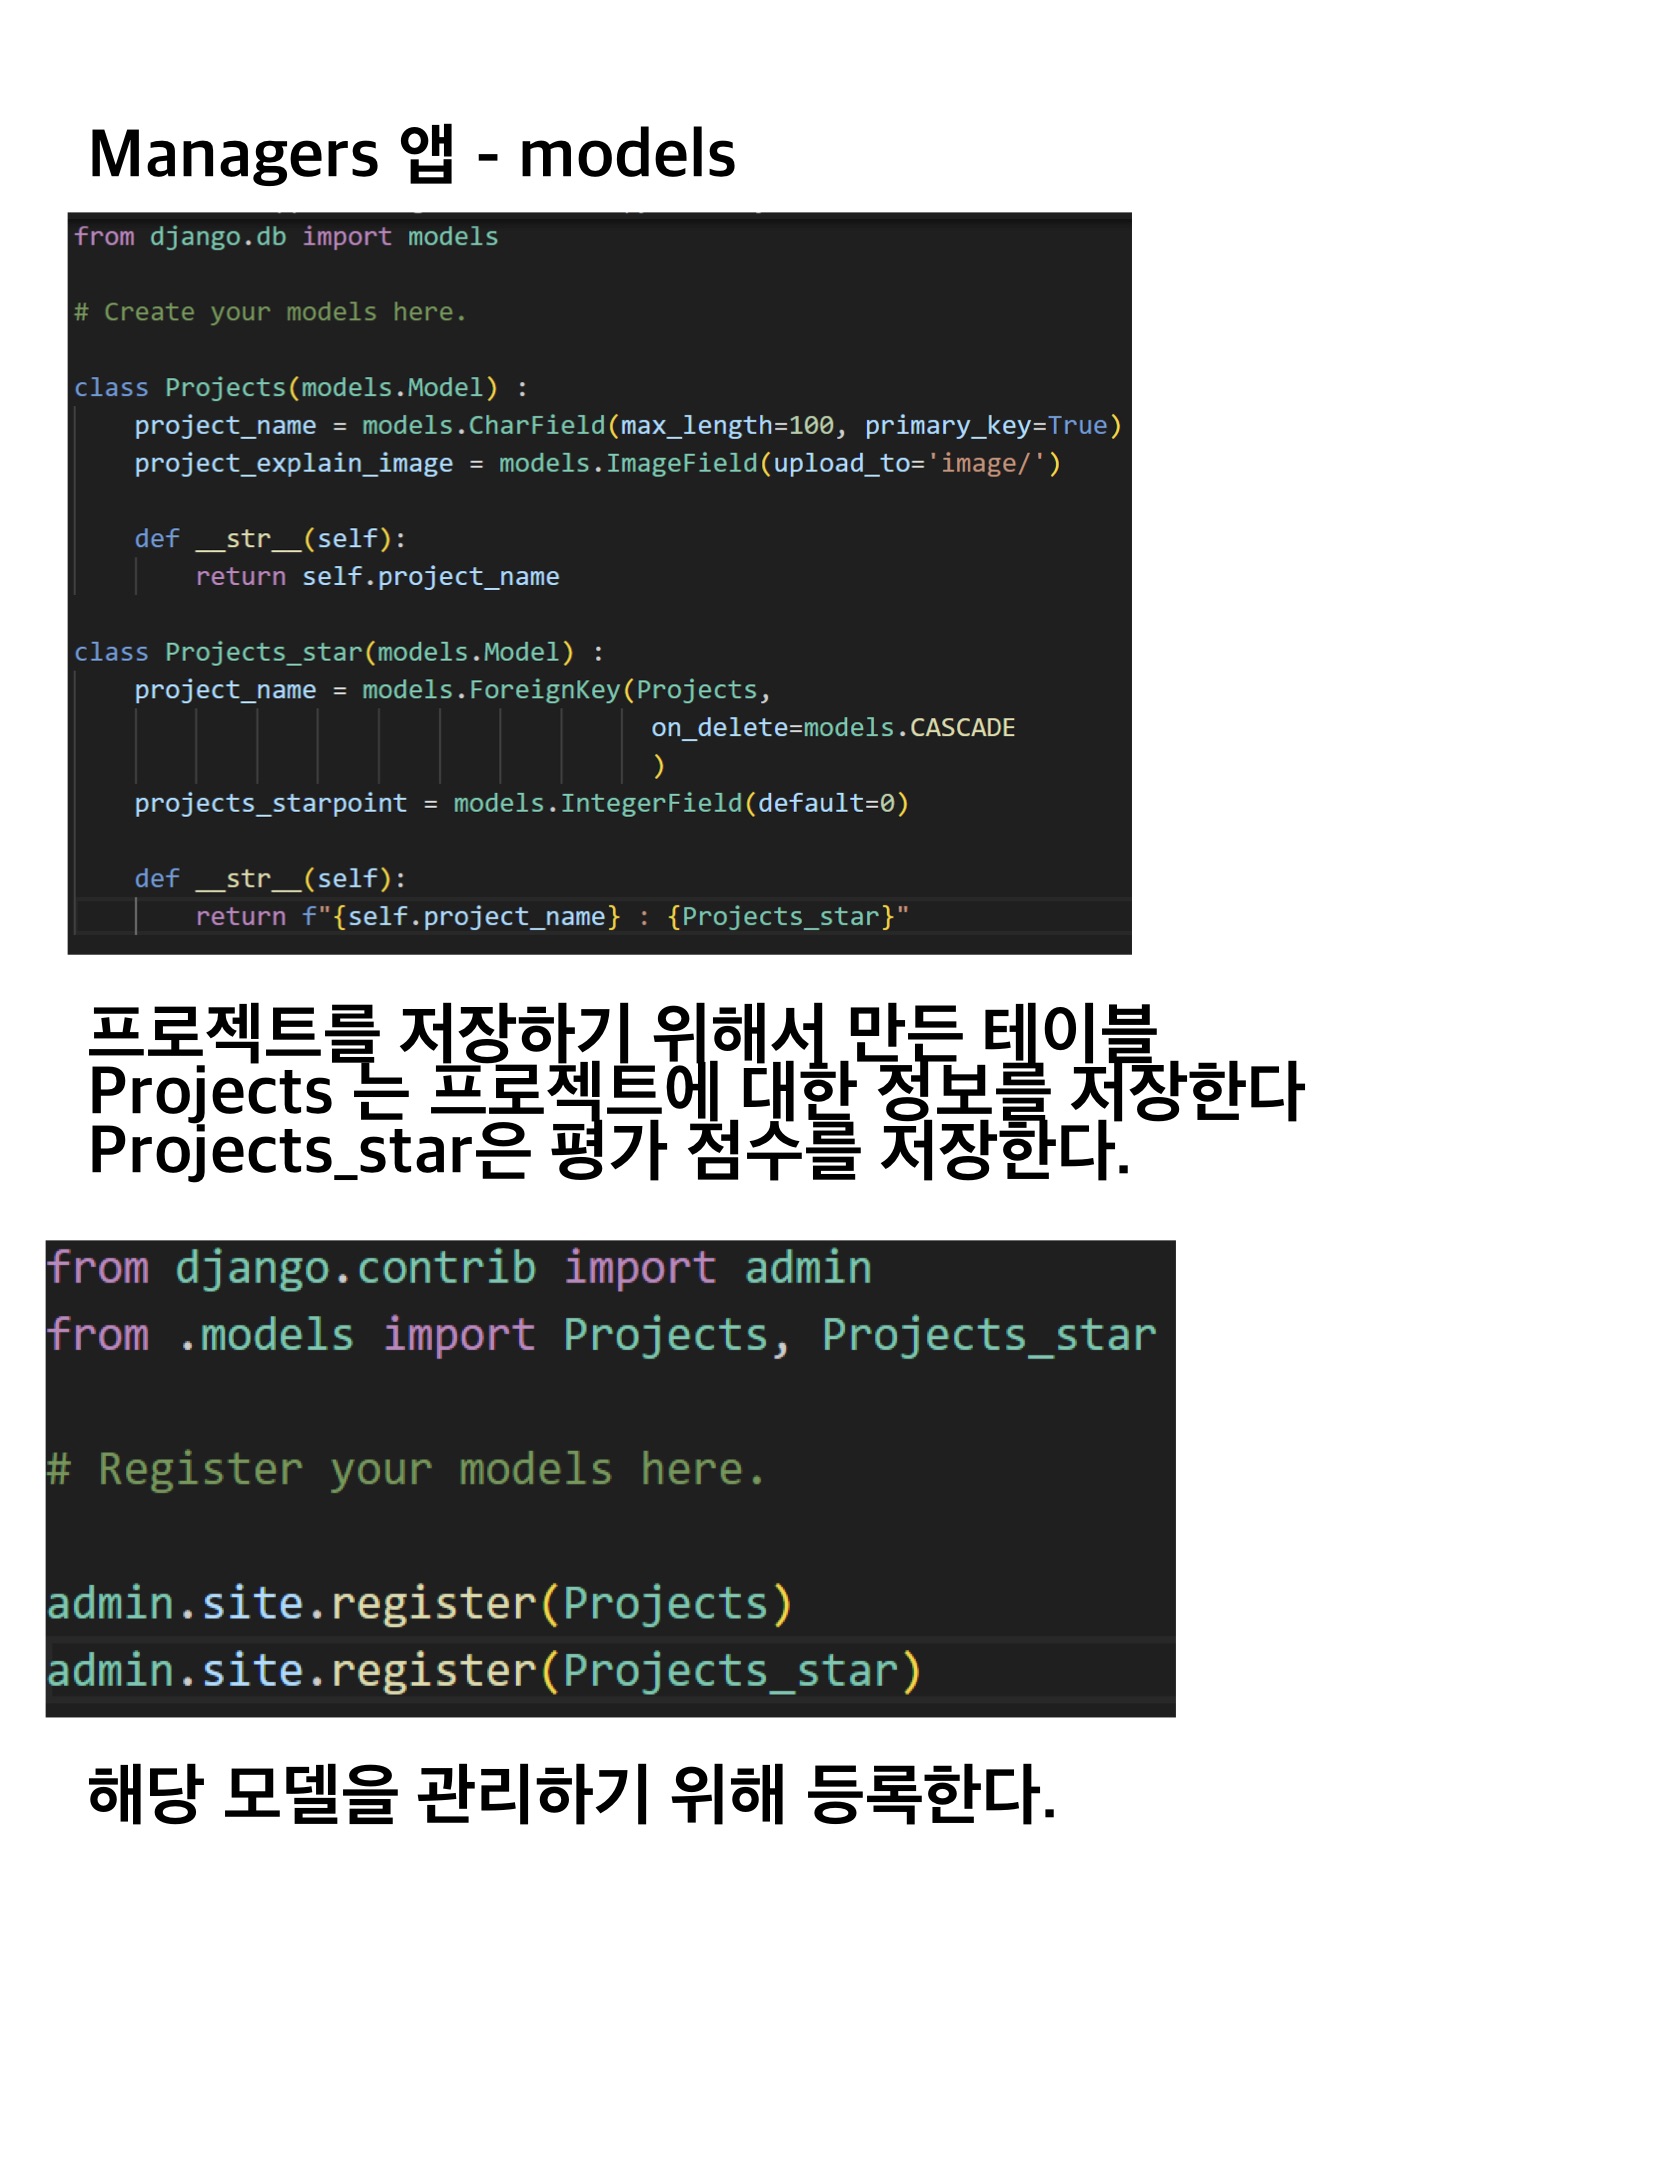 Managers 앱 - models
from django.db import models
# Create your models here.
class Projects(models.Model) :
    project_name = models.CharField(max_length=100, primary_key=True)
    project_explain_image = models.ImageField(upload_to='image/')
    def __str__(self):
        return self.project_name
class Projects_star(models.Model) :
    project_name = models.ForeignKey(Projects,
                                      on_delete=models.CASCADE
                                      )
    projects_starpoint = models.IntegerField(default=0)
    def __str__(self):
        return f"{self.project_name} : {Projects_star}"
프로젝트를 저장하기 위해서 만든 테이블
Projects 는 프로젝트에 대한 정보를 저장한다
Projects_star은 평가 점수를 저장한다.
from django.contrib import admin
from .models import Projects, Projects_star
# Register your models here.
admin.site.register(Projects)
admin.site.register(Projects_star)
해당 모델을 관리하기 위해 등록한다.